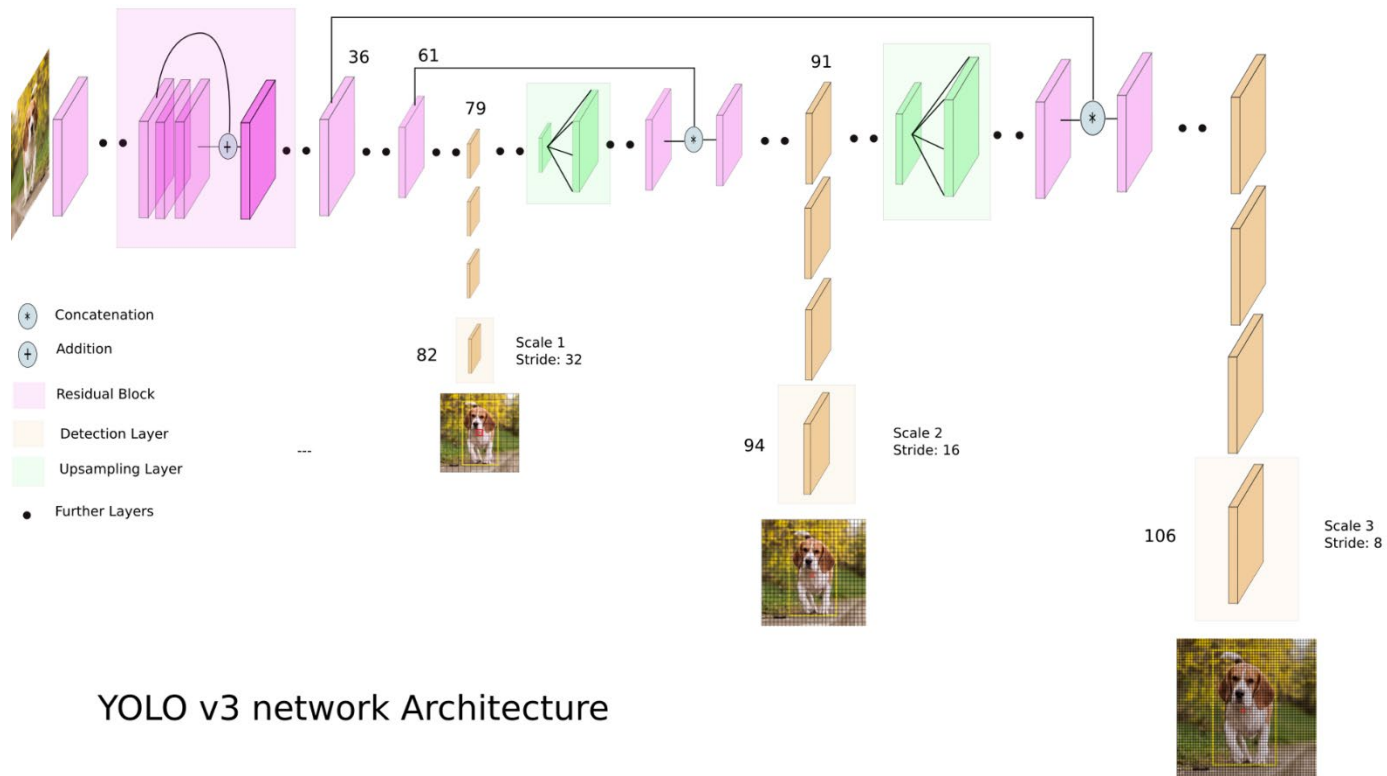 36
61
91
79
Concatenation
Addition
Residual Block
Detection Layer
Upsampling Layer
Further Layers
---
82
Scale 1
Stride: 32
94
Scale 2
Stride: 16
106
Scale 3
Stride: 8
YOLO v3 network Architecture